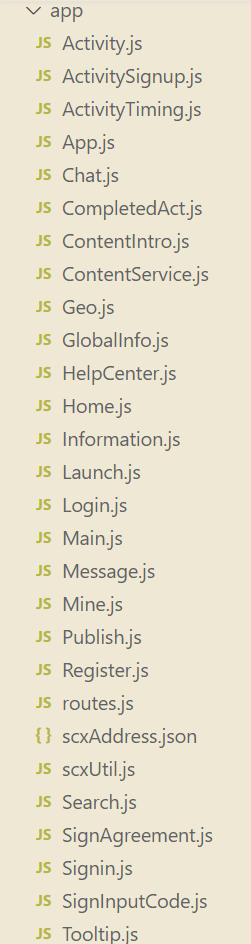 app
JS Activity.js
JS ActivitySignup.js
JS ActivityTiming.js
JS App.js
JS Chat.js
JS CompletedAct.js
JS ContentIntro.js
JS ContentService.js
JS Geo.js
JS GlobalInfo.js
JS HelpCenter.js
JS Home.js
JS Information.js
JS Launch.js
JS Login.js
JS Main.js
JS Message.js
JS Mine.js
JS Publish.js
JS Register.js
JS routes.js
{} scxAddress.json
JS scxUtil.js
JS Search.js
JS SignAgreement.js
JS Signin.js
JS SignInputCode.js
JS Tooltip.js